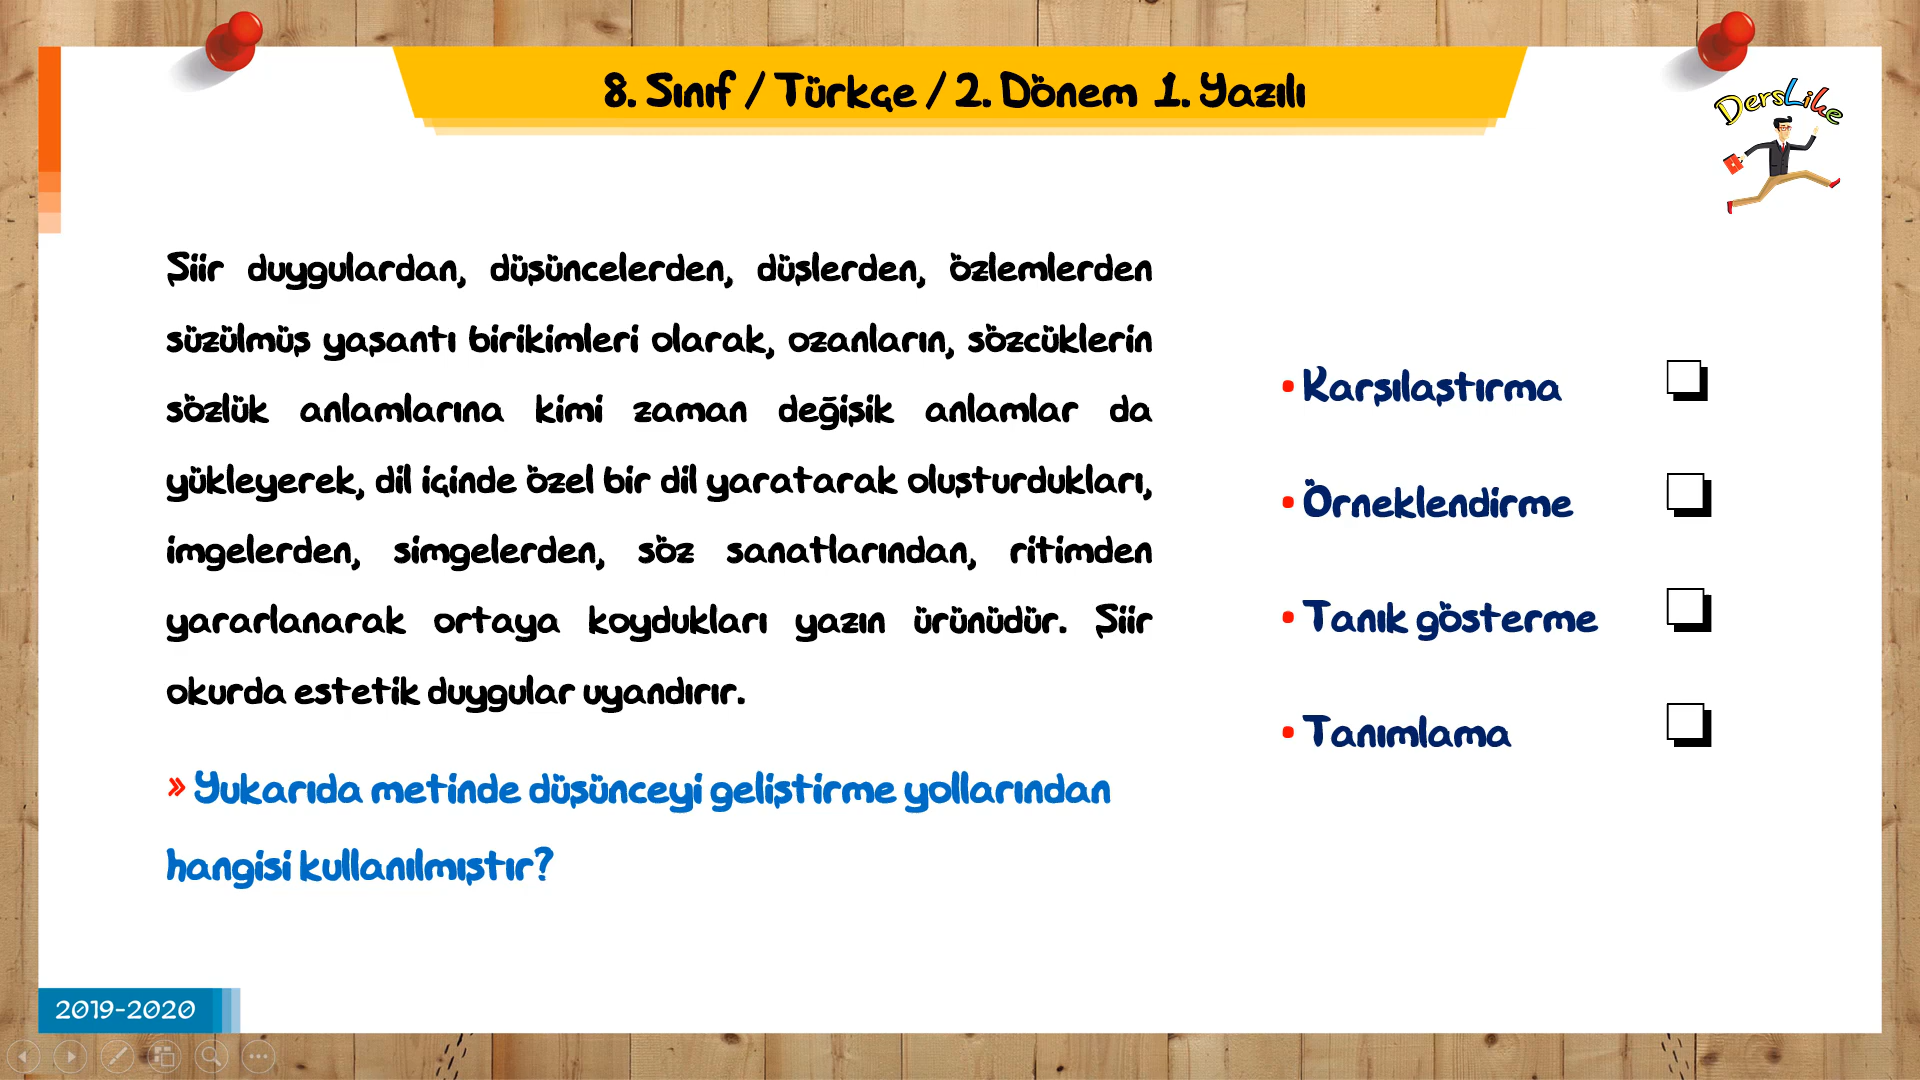 8. Sınıf / Türkçe / 2. Dönem 1. Yazılı
DersLike
Şiir duygulardan, düşüncelerden, düşlerden, özlemlerden
süzülmüş yaşantı birikimleri olarak, ozanların, sözcüklerin
sözlük anlamlarına kimi zaman değişik anlamlar da
yükleyerek, dil içinde özel bir dil yaratarak oluşturdukları,
imgelerden, simgelerden, söz sanatlarından, ritimden
yararlanarak ortaya koydukları yazın ürünüdür. Şiir
okurda estetik duygular uyandırır.
» Yukarıda metinde düşünceyi geliştirme yollarından
hangisi kullanılmıştır?
• Karşılaştırma
• Örneklendirme
• Tanık gösterme
• Tanımlama
2019-2020